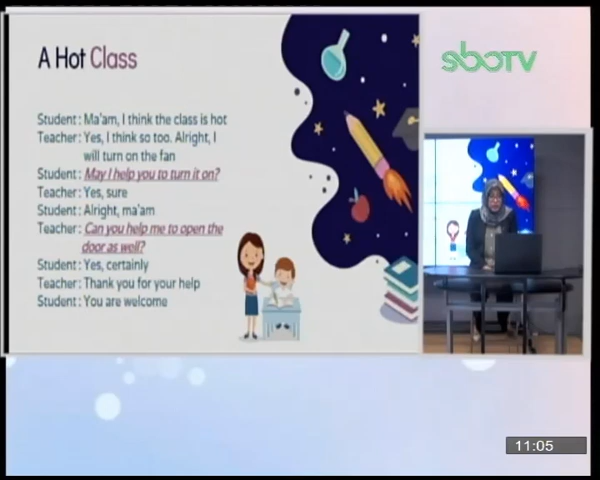 A Hot Class
Student : Ma'am, I think the class is hot
Teacher : Yes, I think so too. Alright, I
will turn on the fan
Student : May I help you to turn it on?
Teacher : Yes, sure
Student : Alright, ma'am
Teacher : Can you help me to open the
door as well?
Student : Yes, certainly
Teacher : Thank you for your help
Student : You are welcome
sboTV
11:05